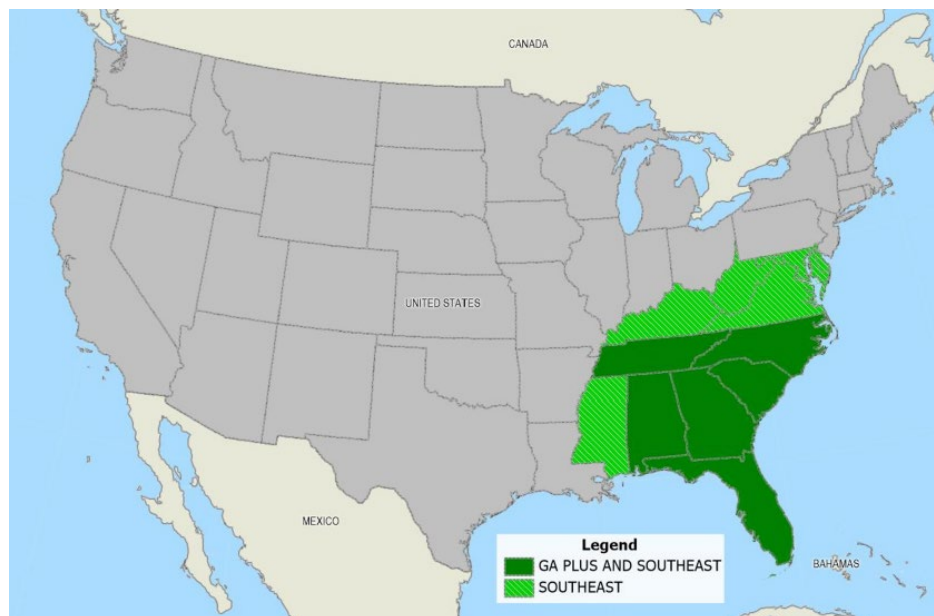 CANADA
UNITED STATES
MEXICO
BAHAMAS
Legend
GA PLUS AND SOUTHEAST
SOUTHEAST